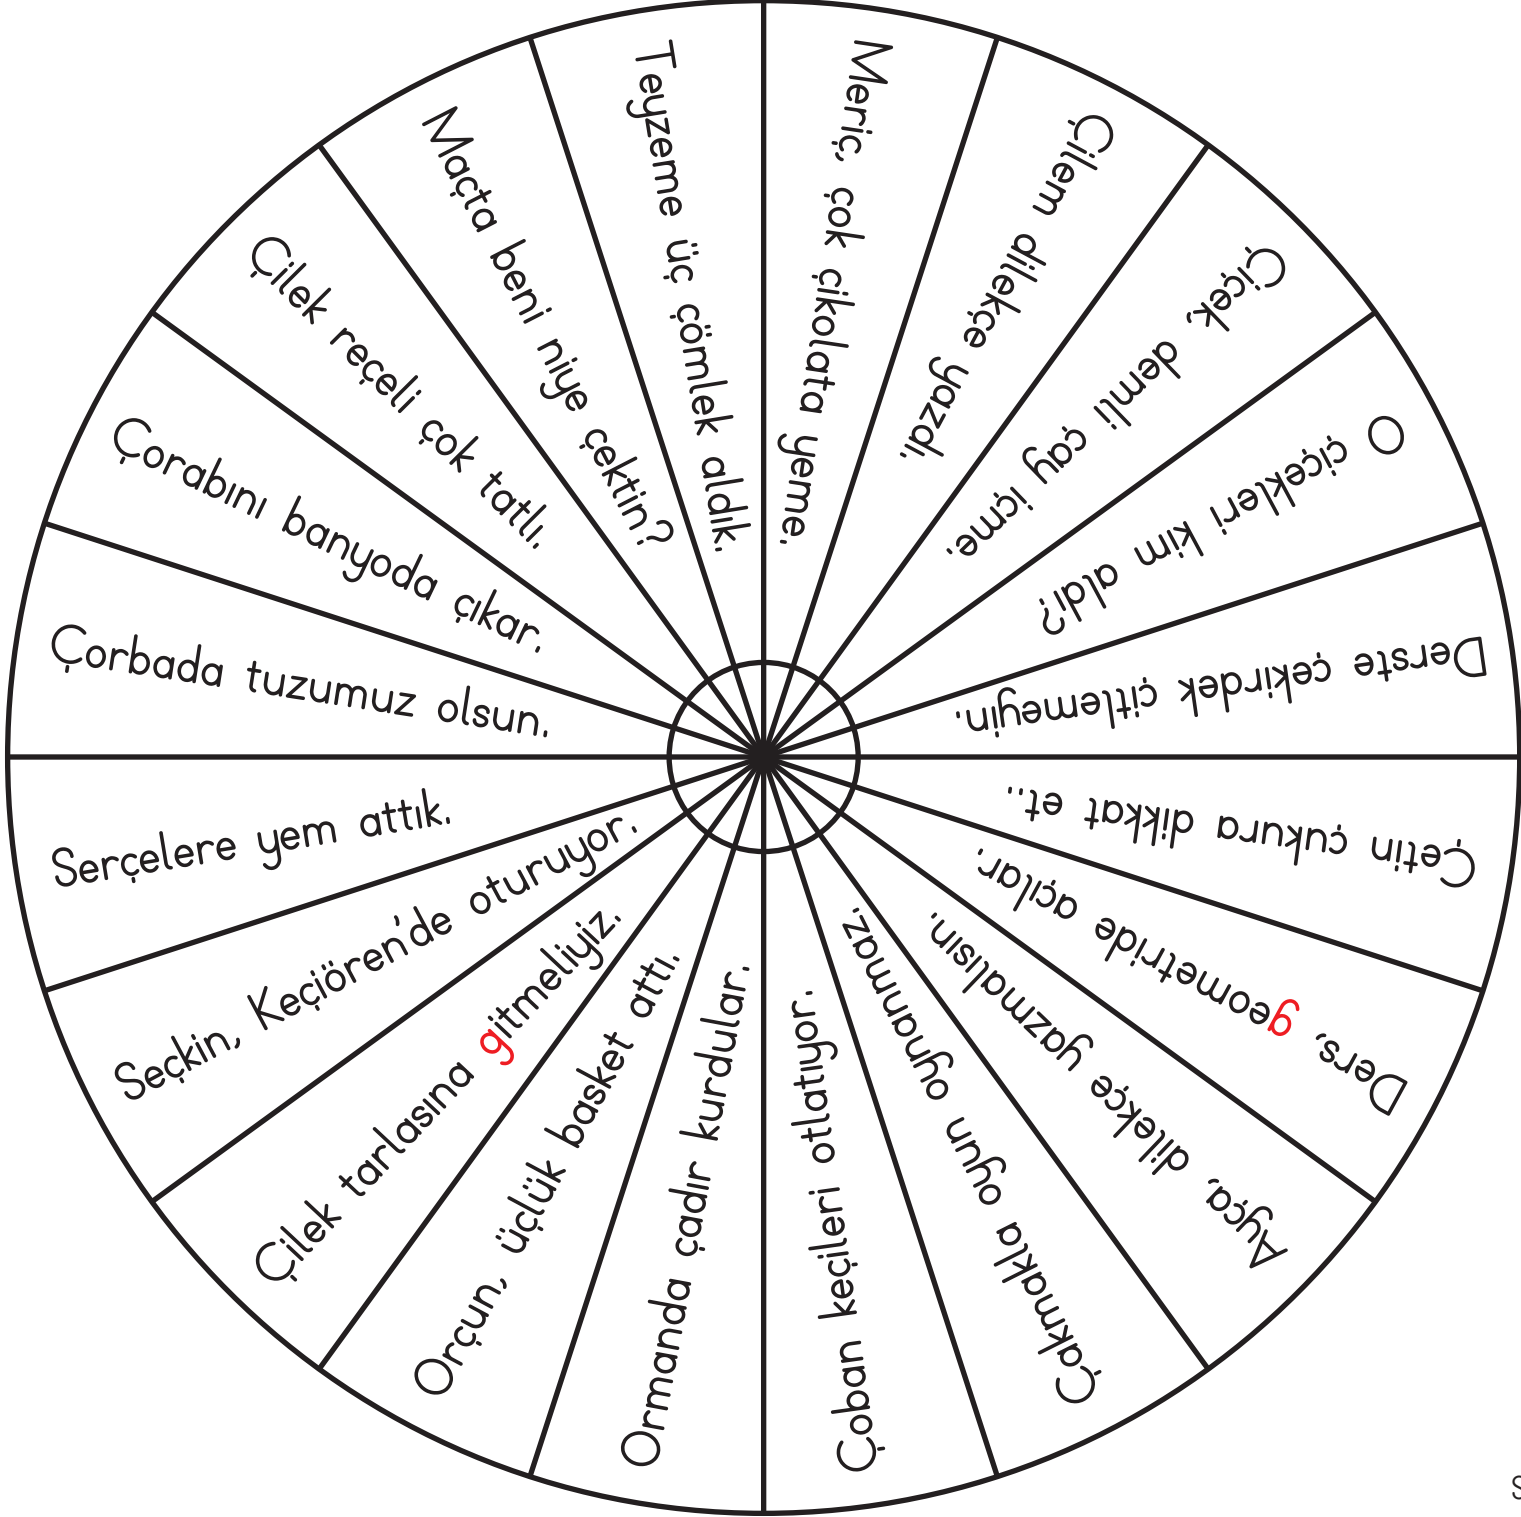 Meriç, çok çikolata yeme.
Çilem dilekçe yazdı.
Çiçek, demli çay içme.
O çiçekleri kim aldı?
Derste çekirdek çitlemeyin.
Çetin çukura dikkat et..
Ders, geometride açılar.
Ayça, dilekçe yazmalısın.
Çakmakla oyun oynanmaz.
Çoban keçileri otlatıyor.
Ormanda çadır kurdular.
Orçun, üçlük basket attı.
Çilek tarlasına gitmeliyiz.
Seçkin, Keçiören'de oturuyor.
Serçelere yem attık.
Çorbada tuzumuz olsun.
Çorabını banyoda çıkar.
Çilek reçeli çok tatlı.
Maçta beni niye çektin?
Teyzeme üç çömlek aldık.